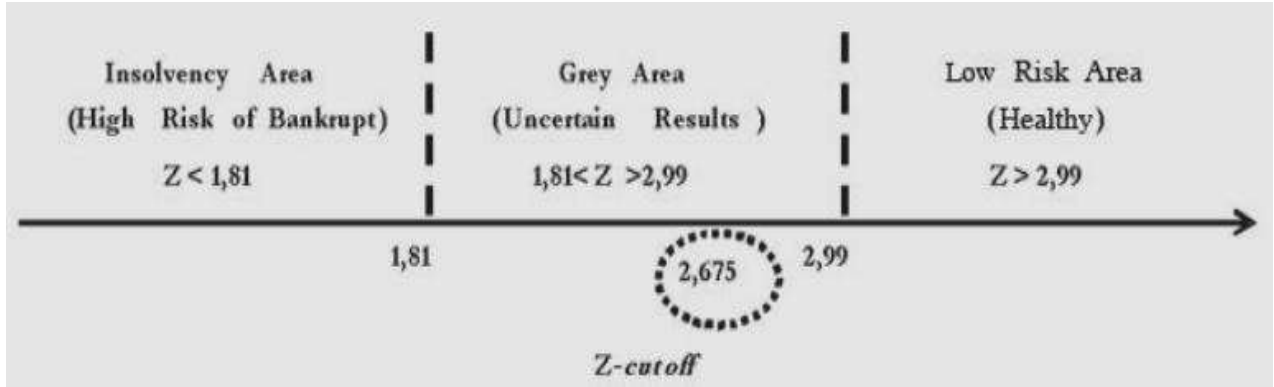 Insolvency Area
(High Risk of Bankrupt)
Z < 1,81
Grey Area
(Uncertain Results )
1,81< Z >2,99
Low Risk Area
(Healthy)
Z > 2,99
1,81
2,675
2,99
Z-cutoff